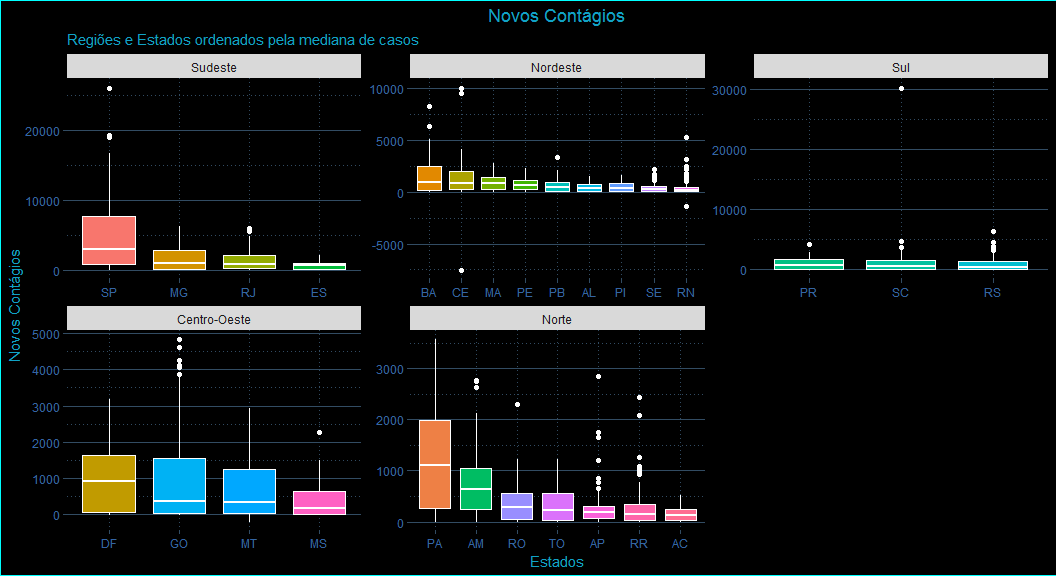 Novos Contágios
Regiões e Estados ordenados pela mediana de casos
Sudeste
20000
10000
0
SP MG RJ ES
Nordeste
10000
5000
0
-5000
BA CE MA PE PB AL PI SE RN
Sul
30000
20000
10000
0
PR SC RS
Novos Contágios
Centro-Oeste
5000
4000
3000
2000
1000
0
DF GO MT MS
Norte
3000
2000
1000
0
PA AM RO TO AP RR AC
Estados